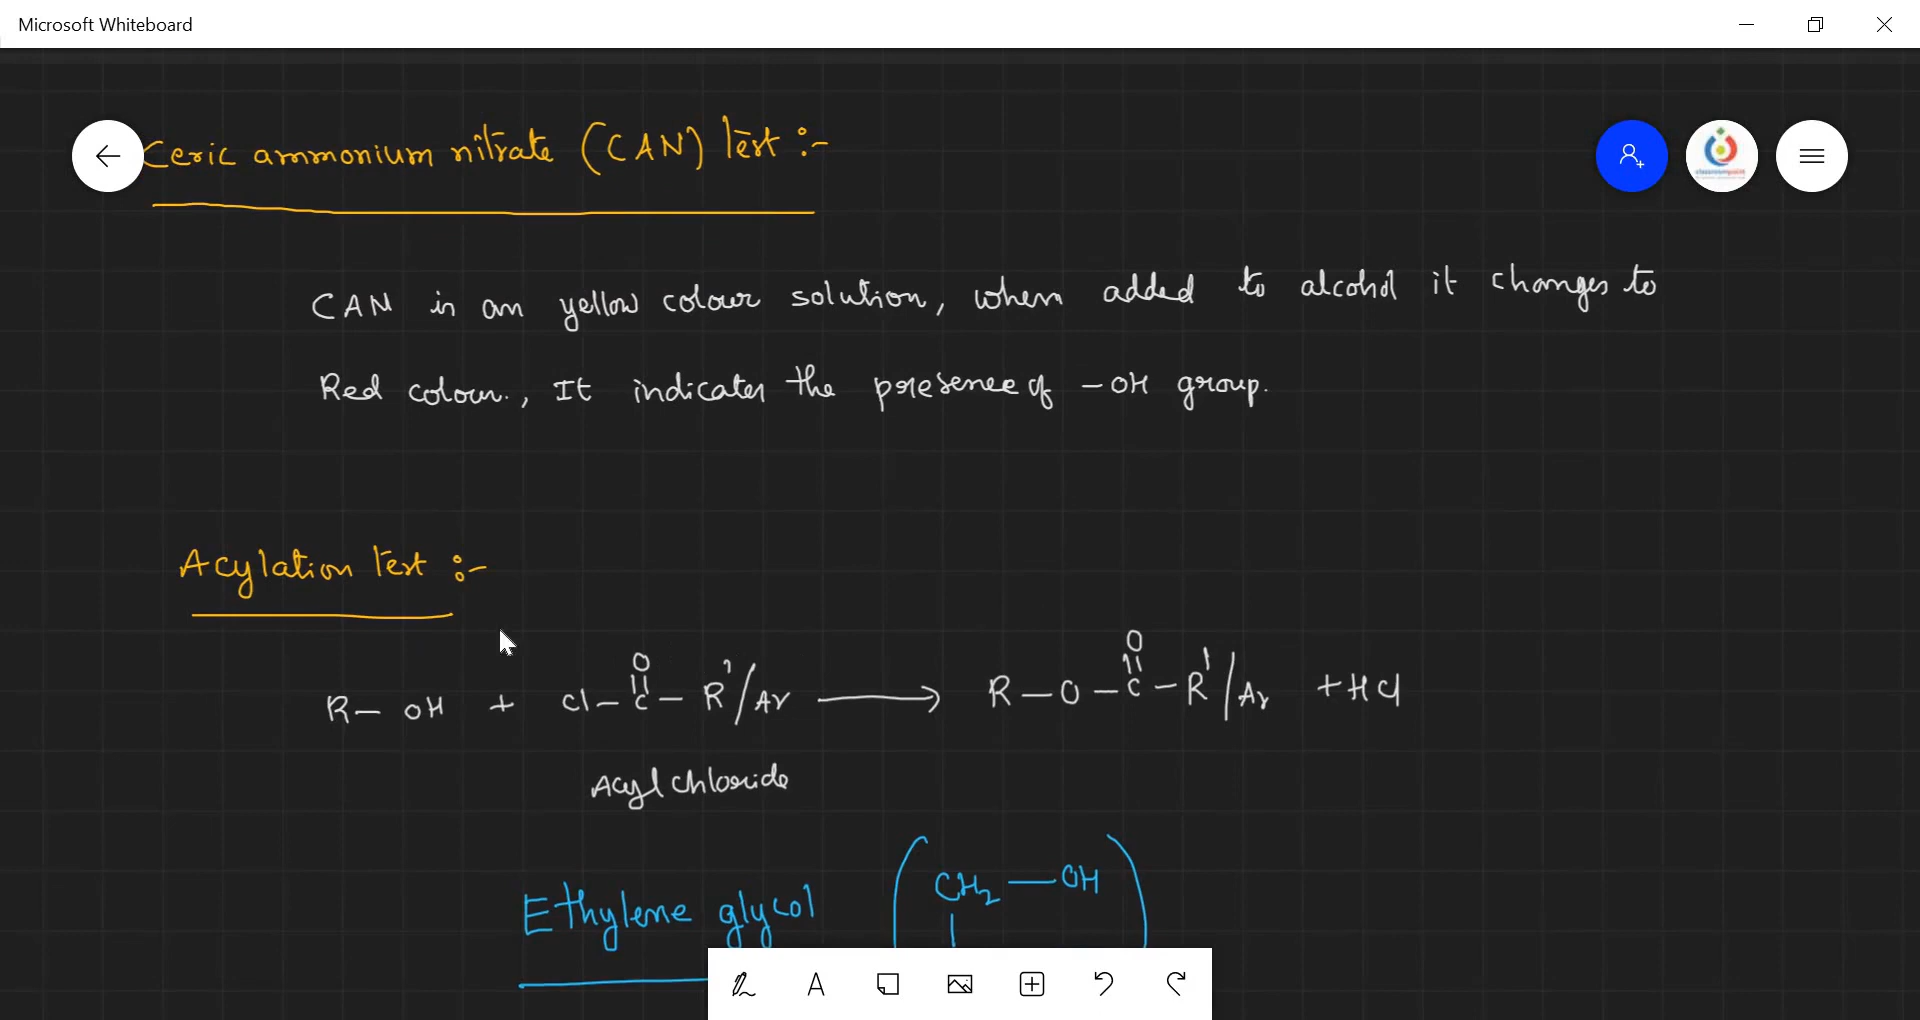 Microsoft Whiteboard
Ceric ammonium nitrate (CAN) Test :-
CAN is an yellow colour solution, when added to alcohol it changes to
Red colour., It indicates the presence of – OH group.
Acylation Test :-
O
O
R – OH + Cl – C – R'/Ar ⟶ R – O – C – R'/Ar + HCl
Acyl chloride
Ethylene glycol ( CH₂ — OH )